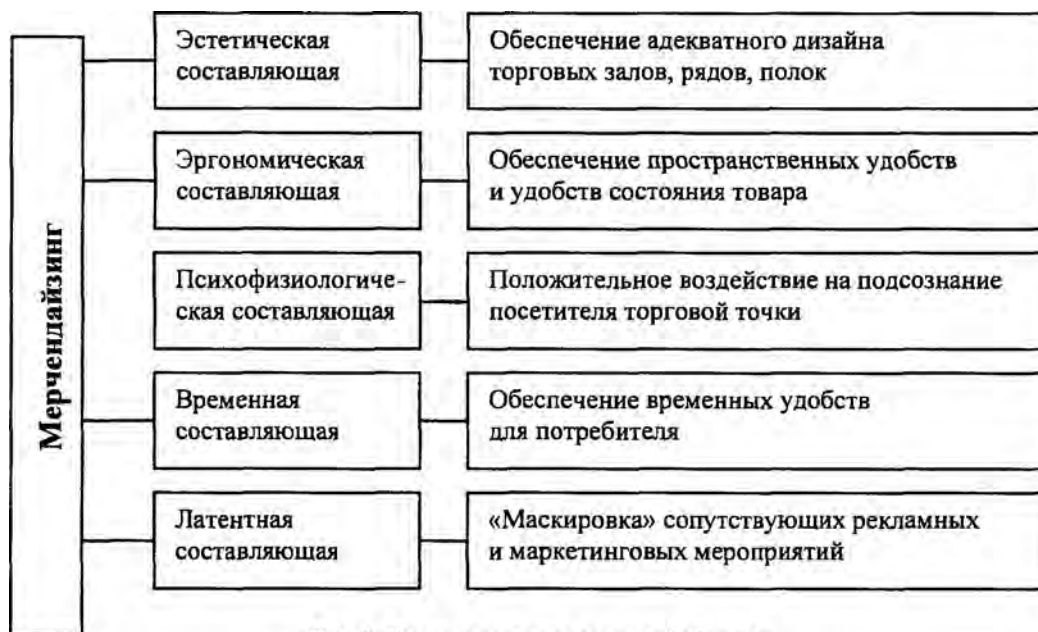 Мерчендайзинг
Эстетическая
составляющая
Обеспечение адекватного дизайна
торговых залов, рядов, полок
Эргономическая
составляющая
Обеспечение пространственных удобств
и удобств состояния товара
Психофизиологиче-
ская составляющая
Положительное воздействие на подсознание
посетителя торговой точки
Временная
составляющая
Обеспечение временных удобств
для потребителя
Латентная
составляющая
«Маскировка» сопутствующих рекламных
и маркетинговых мероприятий